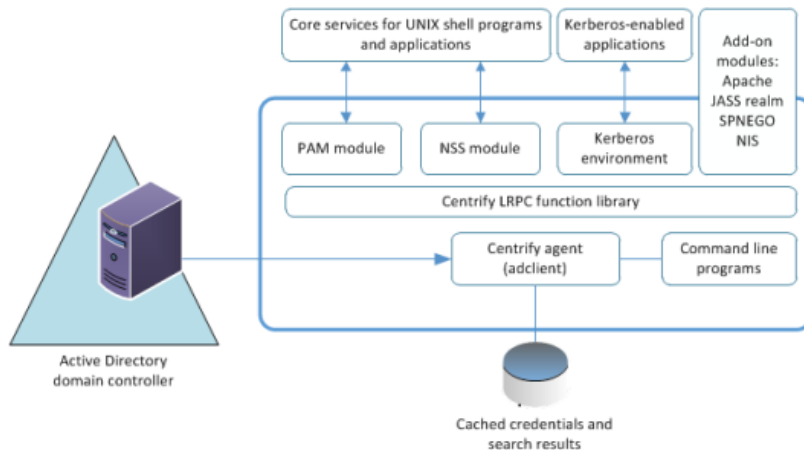 Core services for UNIX shell programs
and applications
Kerberos-enabled
applications
Add-on
modules:
Apache
JASS realm
SPNEGO
NIS
PAM module
NSS module
Kerberos
environment
Centrify LRPC function library
Centrify agent
(adclient)
Command line
programs
Active Directory
domain controller
Cached credentials and
search results